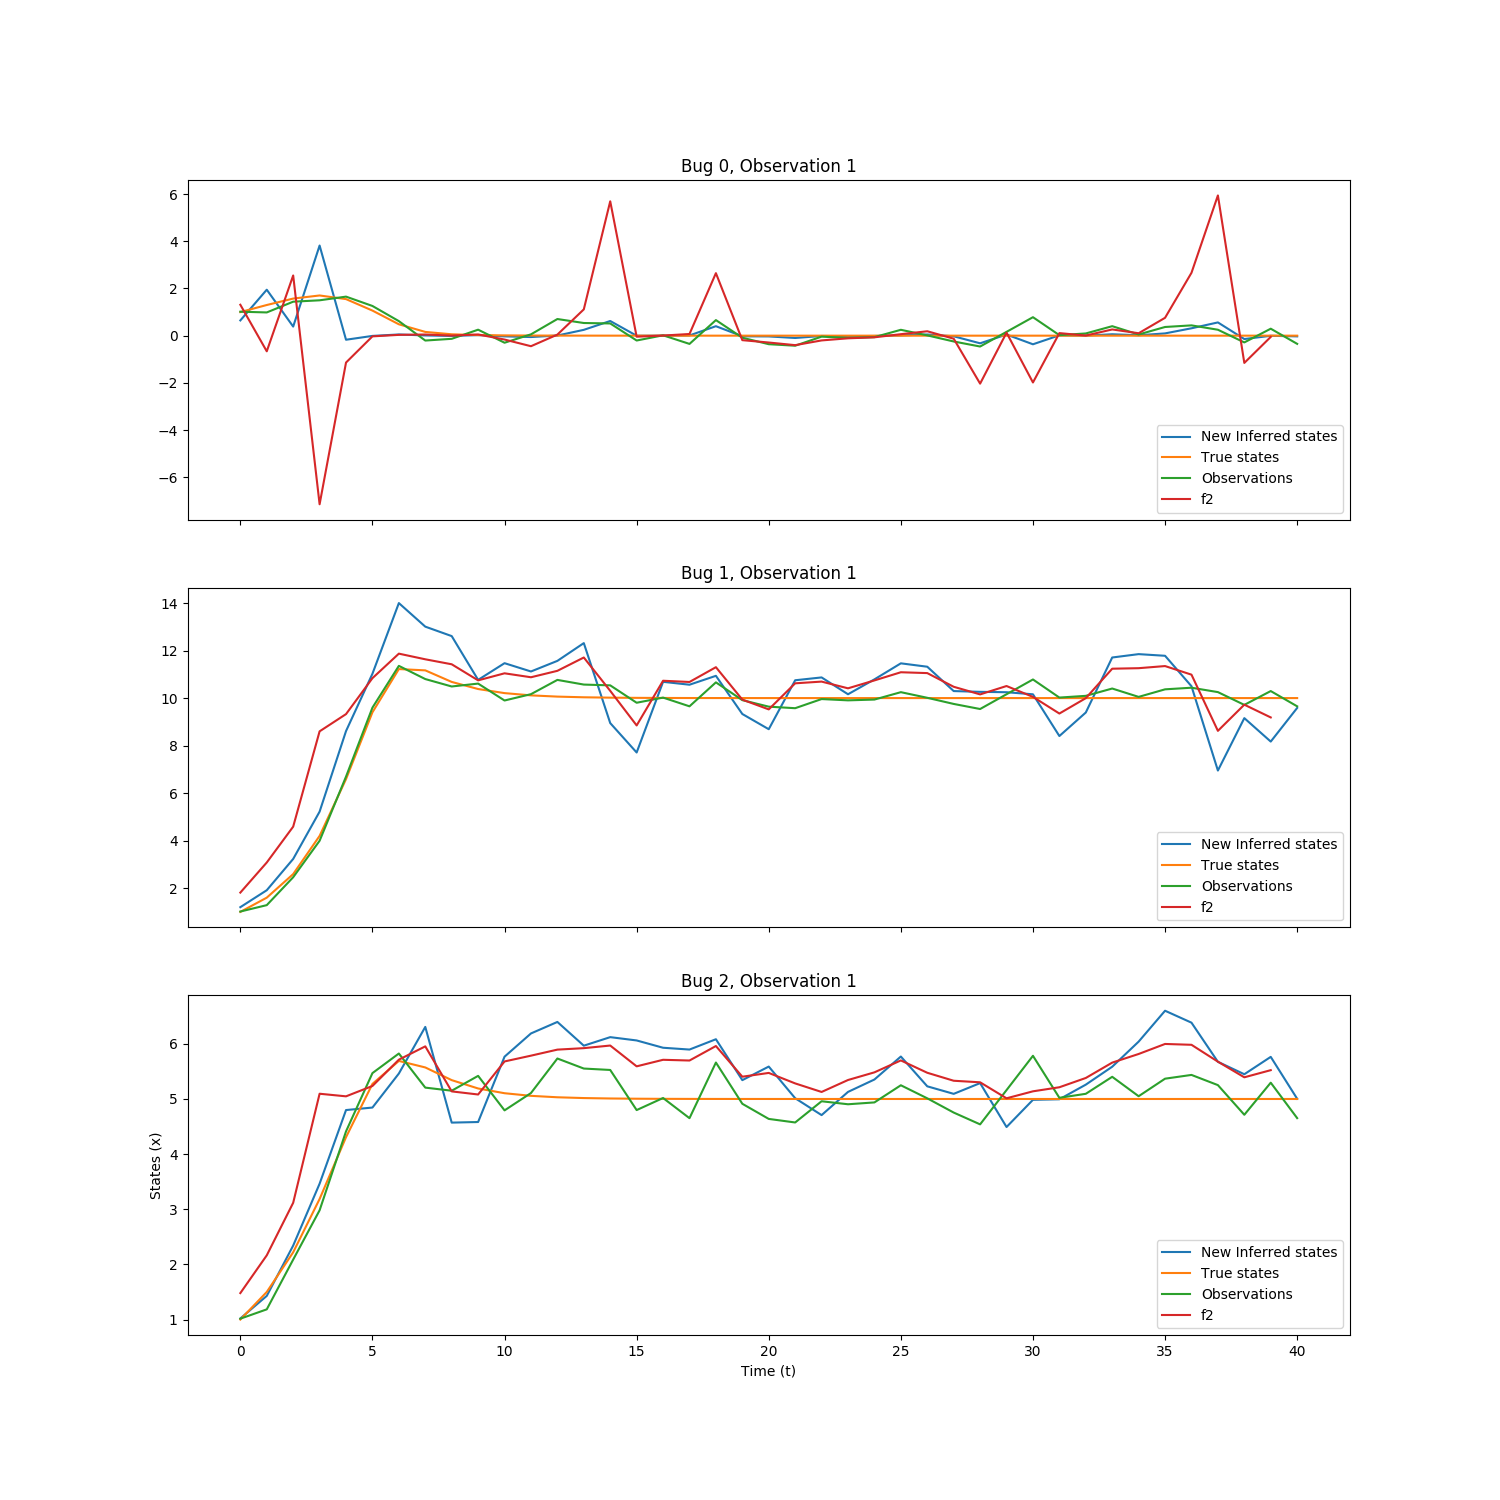 Bug 0, Observation 1
6
4
2
0
−2
−4
−6
New Inferred states
True states
Observations
f2
Bug 1, Observation 1
14
12
10
8
6
4
2
New Inferred states
True states
Observations
f2
Bug 2, Observation 1
6
5
4
3
2
1
States (x)
New Inferred states
True states
Observations
f2
0 5 10 15 20 25 30 35 40
Time (t)